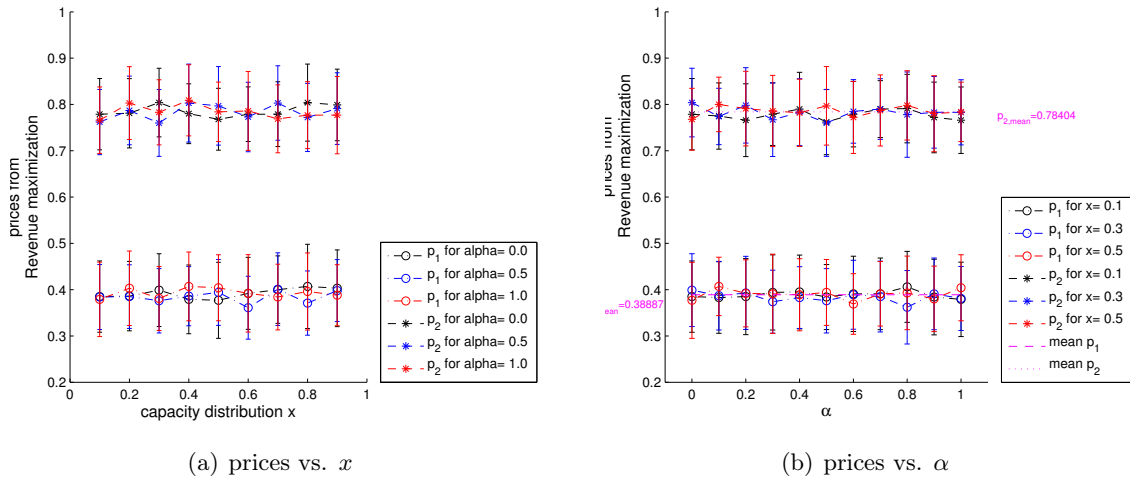 1
0.9
0.8
0.7
0.6
0.5
0.4
0.3
0.2
prices from
Revenue maximization
0
0.2
0.4
0.6
0.8
1
capacity distribution x
p1 for alpha= 0.0
p1 for alpha= 0.5
p1 for alpha= 1.0
p2 for alpha= 0.0
p2 for alpha= 0.5
p2 for alpha= 1.0
(a) prices vs. x
1
0.9
0.8
0.7
0.6
0.5
0.4
0.3
0.2
prices from
Revenue maximization
0
0.2
0.4
0.6
0.8
1
α
p2,mean=0.78404
ean=0.38887
p1 for x= 0.1
p1 for x= 0.3
p1 for x= 0.5
p2 for x= 0.1
p2 for x= 0.3
p2 for x= 0.5
mean p1
mean p2
(b) prices vs. α